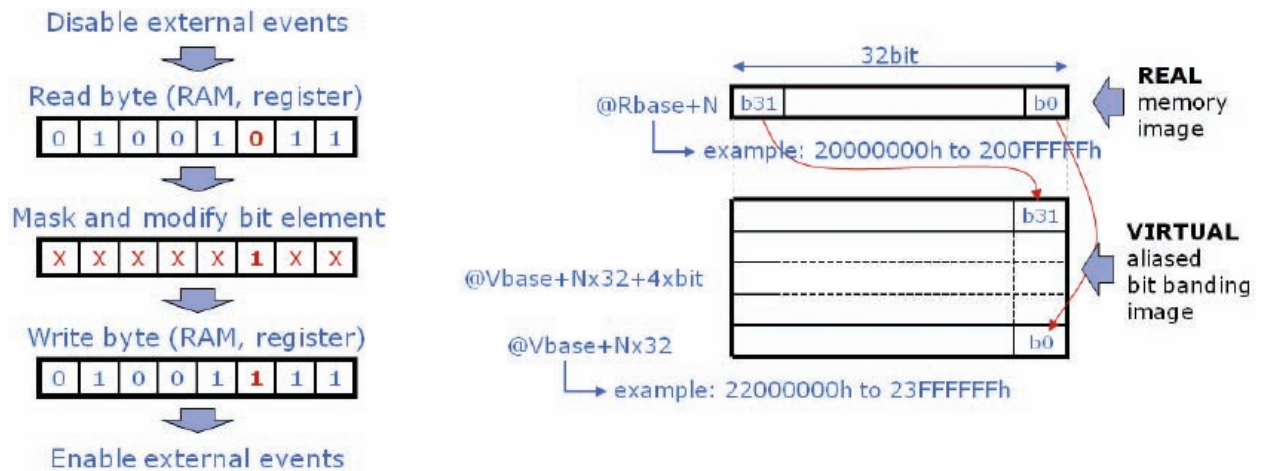 Disable external events
Read byte (RAM, register)
0 1 0 0 1 0 1 1
Mask and modify bit element
X X X X X 1 X X
Write byte (RAM, register)
0 1 0 0 1 1 1 1
Enable external events
32bit
@Rbase+N
b31
b0
REAL
memory
image
example: 20000000h to 200FFFFFh
b31
@Vbase+Nx32+4xbit
VIRTUAL
aliased
bit banding
image
b0
@Vbase+Nx32
example: 22000000h to 23FFFFFFh